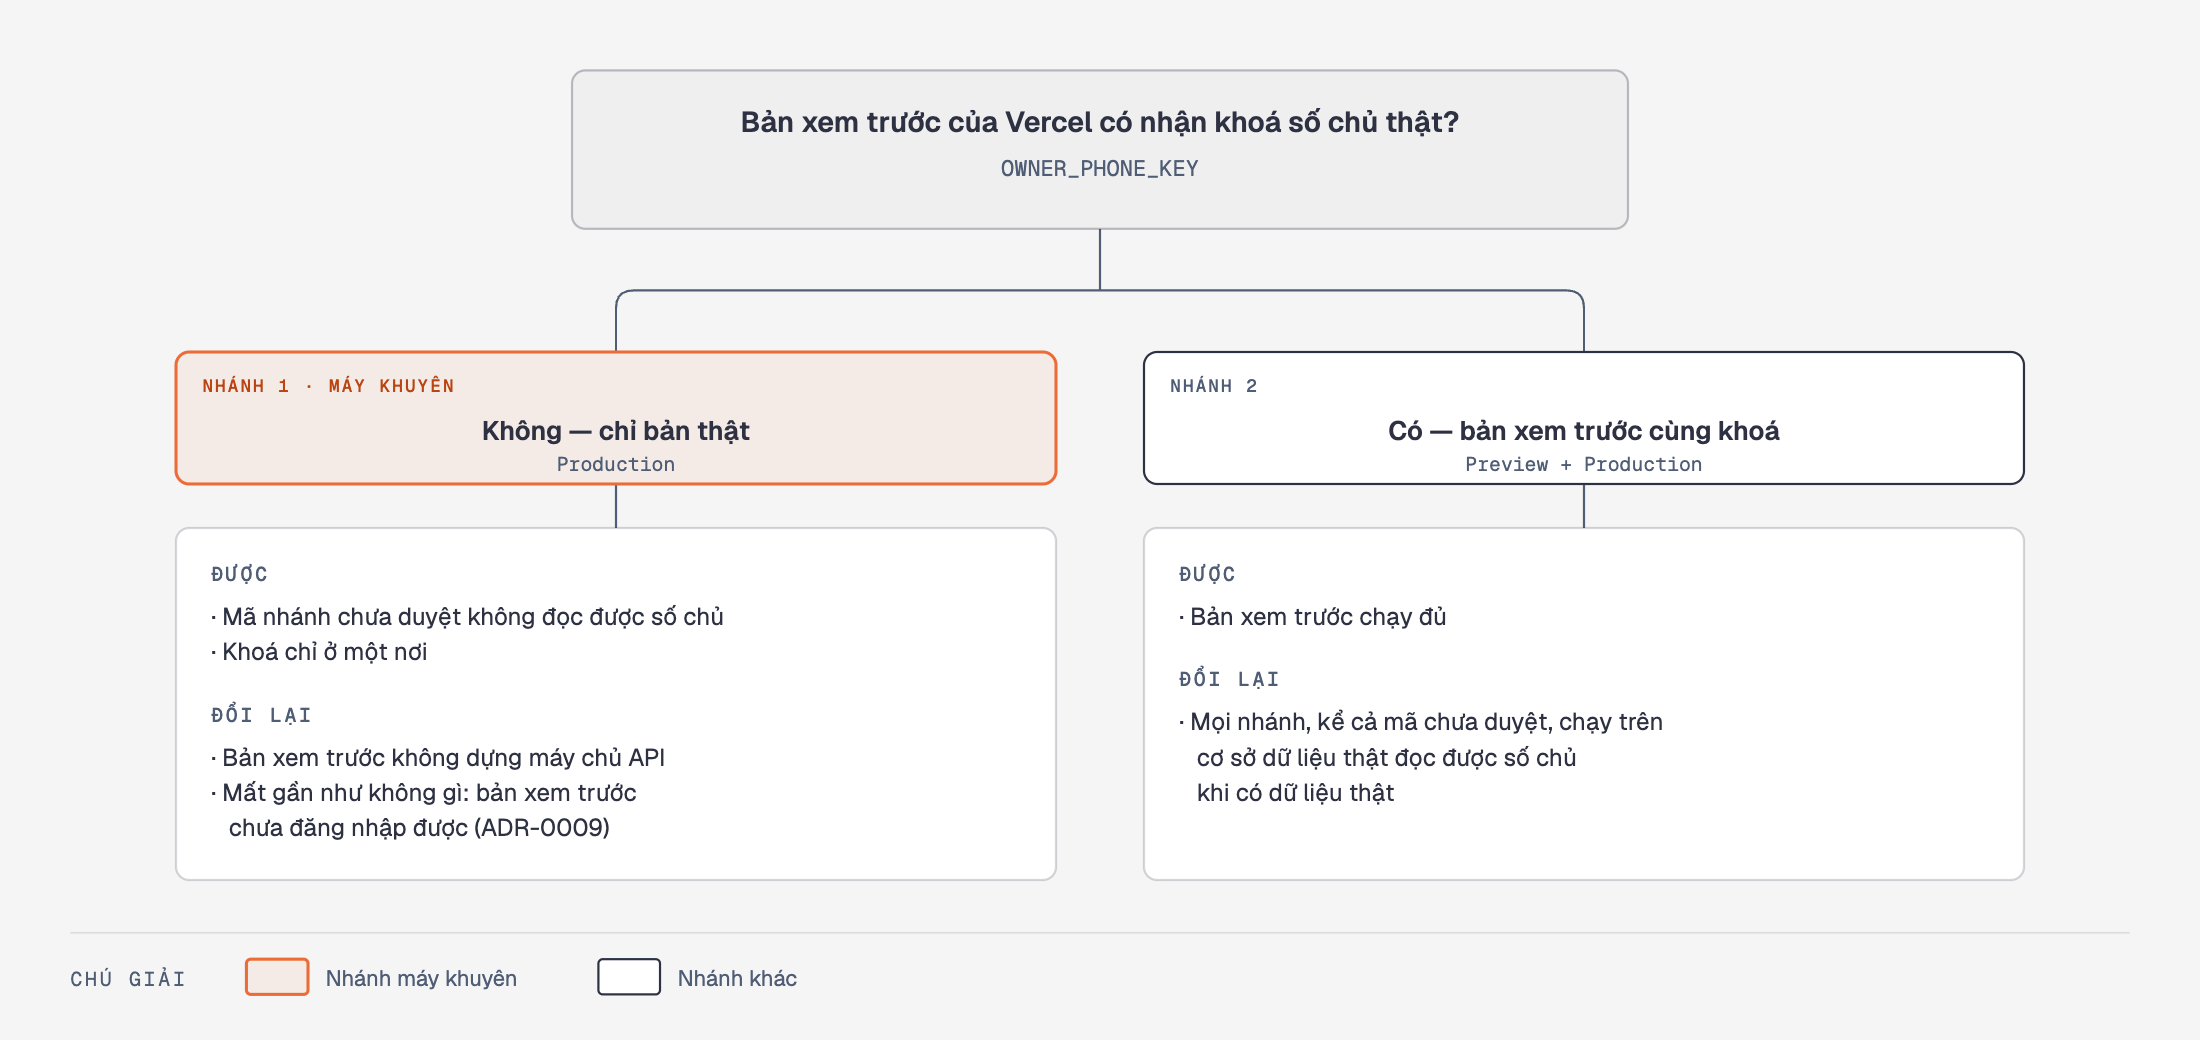 Bản xem trước của Vercel có nhận khoá số chủ thật?
OWNER_PHONE_KEY
NHÁNH 1 · MÁY KHUYÊN
Không — chỉ bản thật
Production
ĐƯỢC
· Mã nhánh chưa duyệt không đọc được số chủ
· Khoá chỉ ở một nơi
ĐỔI LẠI
· Bản xem trước không dựng máy chủ API
· Mất gần như không gì: bản xem trước
chưa đăng nhập được (ADR-0009)
NHÁNH 2
Có — bản xem trước cùng khoá
Preview + Production
ĐƯỢC
· Bản xem trước chạy đủ
ĐỔI LẠI
· Mọi nhánh, kể cả mã chưa duyệt, chạy trên
cơ sở dữ liệu thật đọc được số chủ
khi có dữ liệu thật
CHÚ GIẢI
Nhánh máy khuyên
Nhánh khác